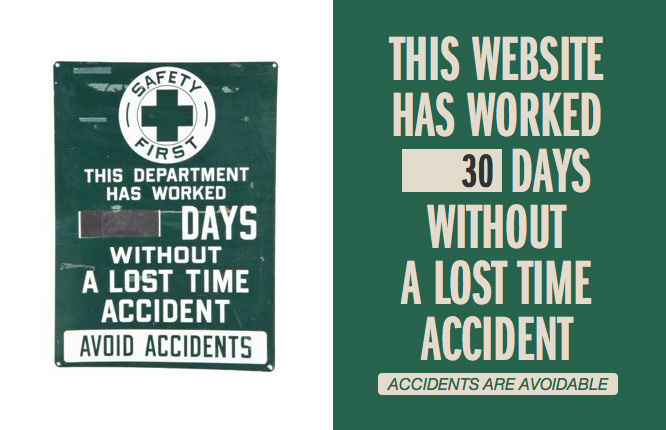 SAFETY
FIRST
THIS DEPARTMENT
HAS WORKED
DAYS
WITHOUT
A LOST TIME
ACCIDENT
AVOID ACCIDENTS
THIS WEBSITE
HAS WORKED
30 DAYS
WITHOUT
A LOST TIME
ACCIDENT
ACCIDENTS ARE AVOIDABLE